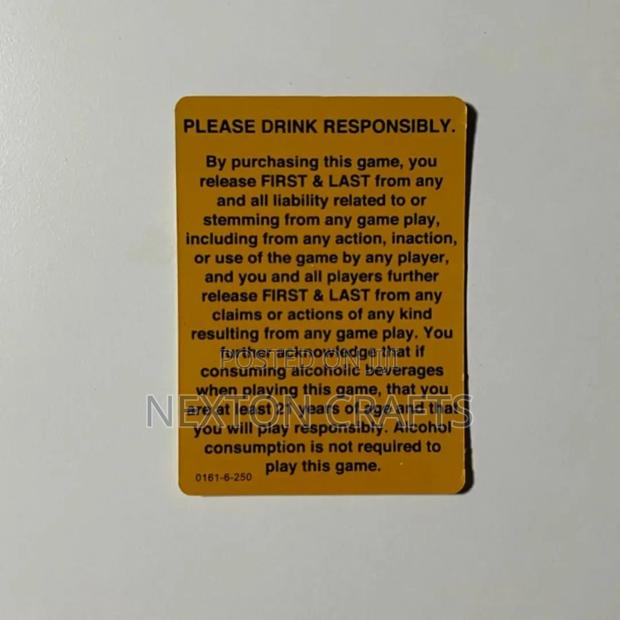 PLEASE DRINK RESPONSIBLY.
By purchasing this game, you
release FIRST & LAST from any
and all liability related to or
stemming from any game play,
including from any action, inaction,
or use of the game by any player,
and you and all players further
release FIRST & LAST from any
claims or actions of any kind
resulting from any game play. You
further acknowledge that if
POSTED ON JIJI
consuming alcoholic beverages
when playing this game, that you
are at least 21 years of age and that
NEXTON CRAFTS
you will play responsibly. Alcohol
consumption is not required to
play this game.
0161-6-250